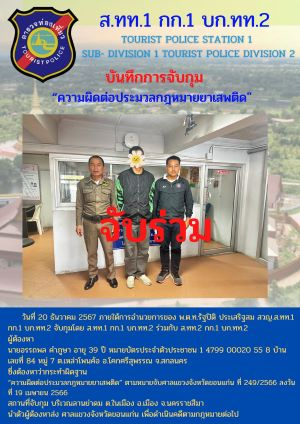 ตำรวจท่องเที่ยว
TOURIST POLICE
ส.ทท.1 กก.1 บก.ทท.2
TOURIST POLICE STATION 1
SUB- DIVISION 1 TOURIST POLICE DIVISION 2
บันทึกการจับกุม
"ความผิดต่อประมวลกฎหมายยาเสพติด"
จับร่วม
วันที่ 20 ธันวาคม 2567 ภายใต้การอำนวยการของ พ.ต.ท.รัฐปิติ ประเสริฐสม สวญ.ส.ทท.1
กก.1 บก.ทท.2 จับกุมโดย ส.ทท.1 กก.1 บก.ทท.2 ร่วมกับ ส.ทท.2 กก.1 บก.ทท.2
ผู้ต้องหา
นายอรรถพล คำภูษา อายุ 39 ปี หมายบัตรประจำตัวประชาชน 1 4799 00020 55 8 บ้าน
เลขที่ 84 หมู่ 7 ต.เหล่าโพนค้อ อ.โคกศรีสุพรรณ จ.สกลนคร
ซึ่งต้องหาว่ากระทำผิดฐาน
"ความผิดต่อประมวลกฎหมายยาเสพติด" ตามหมายจับศาลแขวงจังหวัดขอนแก่น ที่ 249/2566 ลงวัน
ที่ 19 เมษายน 2566
สถานที่จับกุม บริเวณลานย่าดม ต.ในเมือง อ.เมือง จ.นครราชสีมา
นำตัวผู้ต้องหาส่ง ศาลแขวงจังหวัดขอนแก่น เพื่อดำเนินคดีตามกฎหมายต่อไป